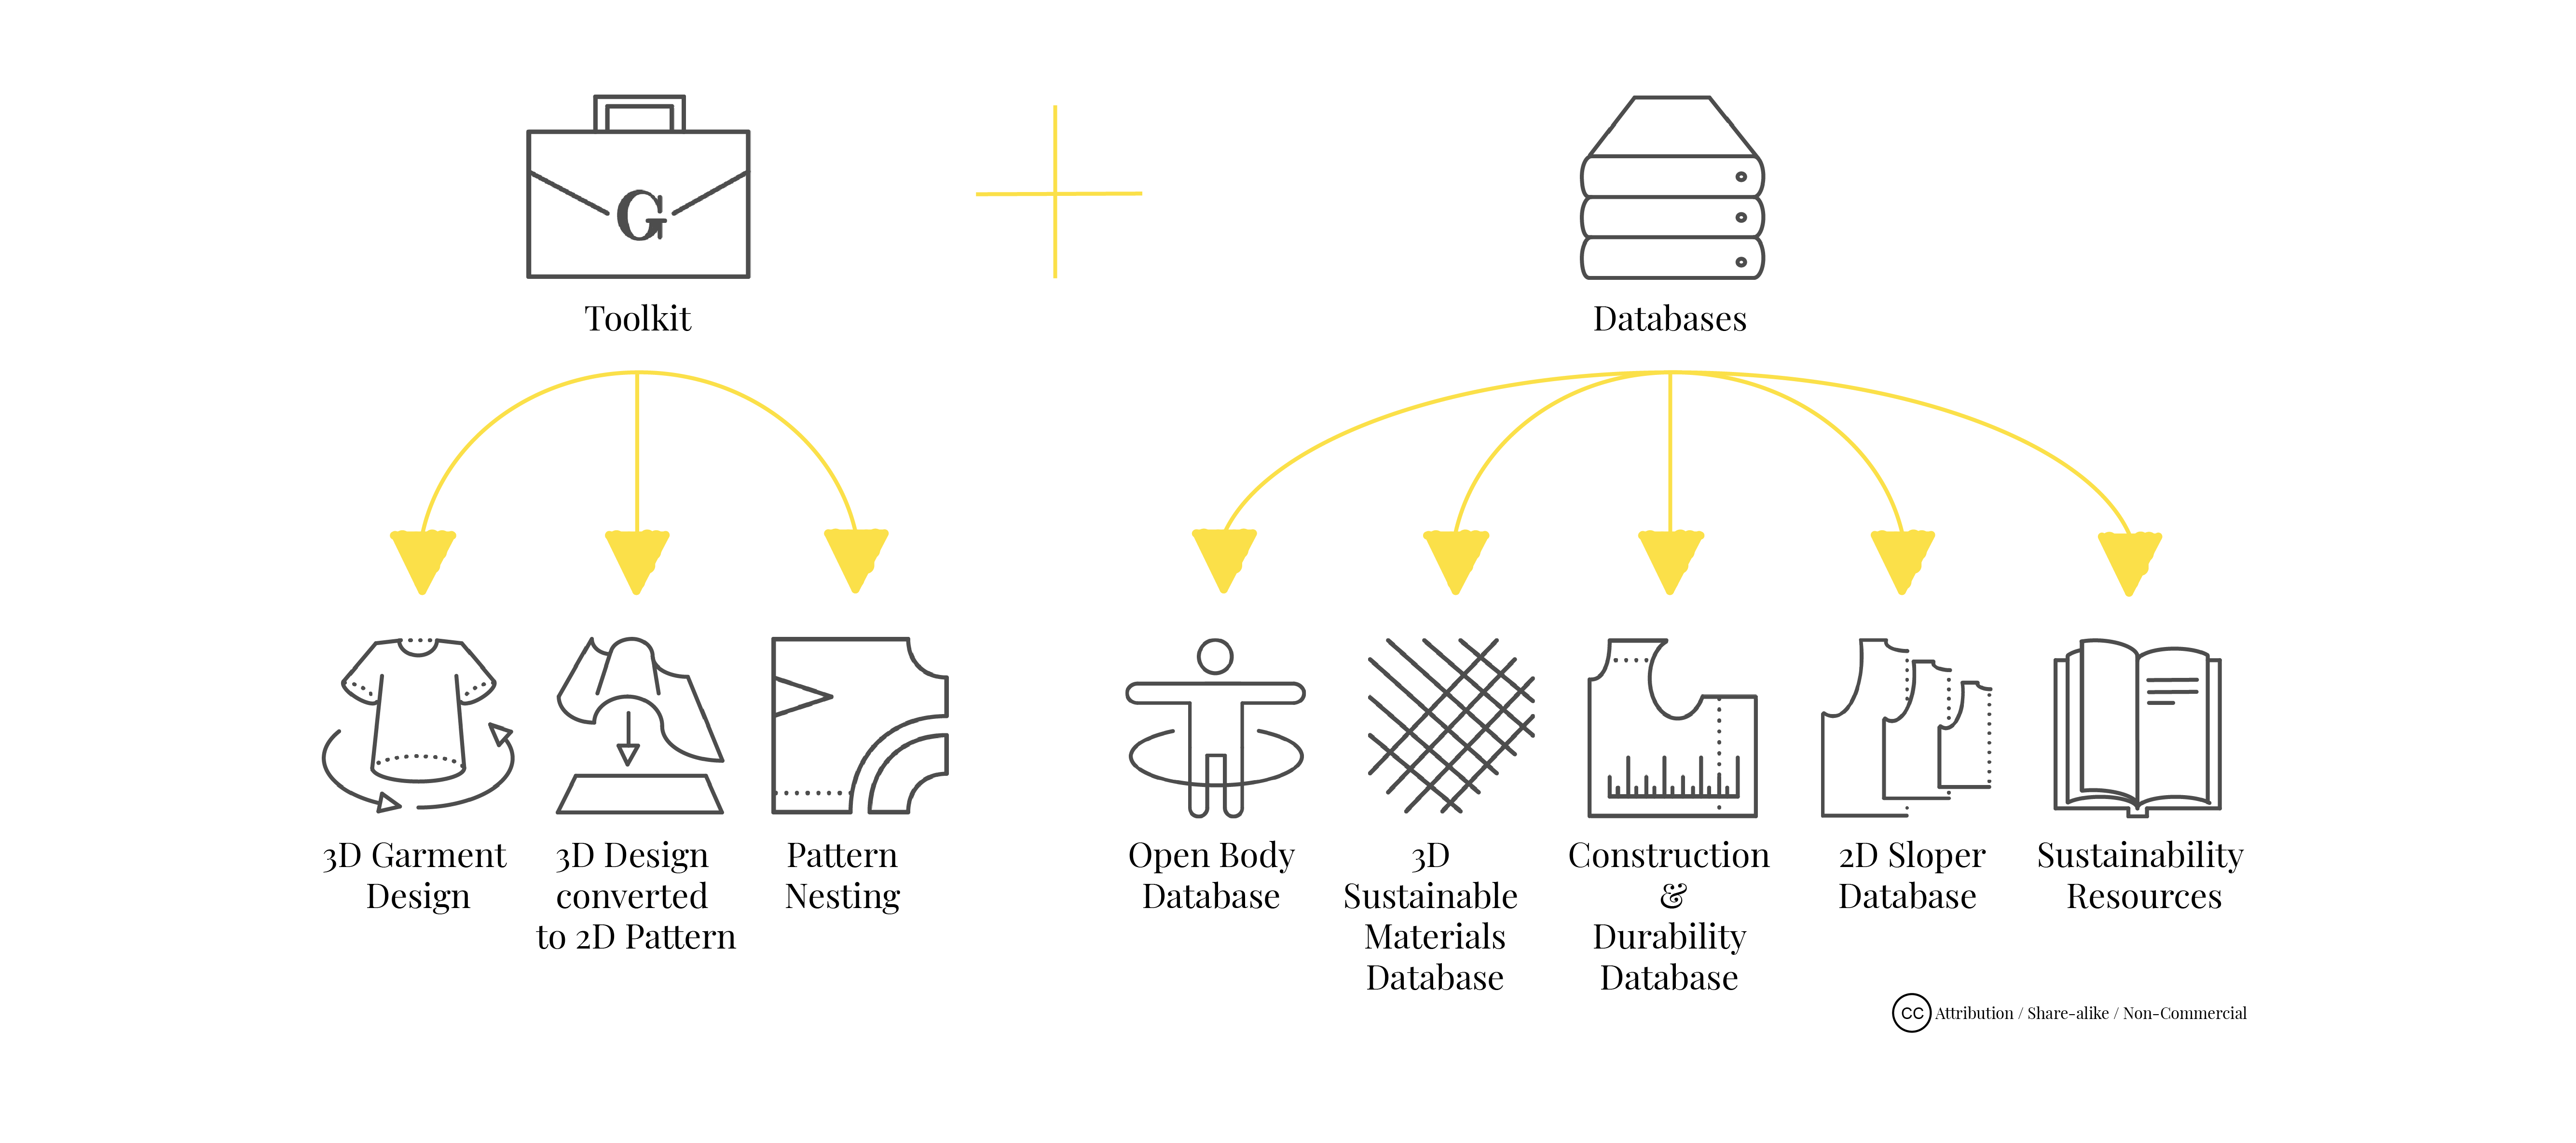 G
Toolkit
Databases
3D Garment
Design
3D Design
converted
to 2D Pattern
Pattern
Nesting
Open Body
Database
3D
Sustainable
Materials
Database
Construction
&
Durability
Database
2D Sloper
Database
Sustainability
Resources
CC Attribution / Share-alike / Non-Commercial